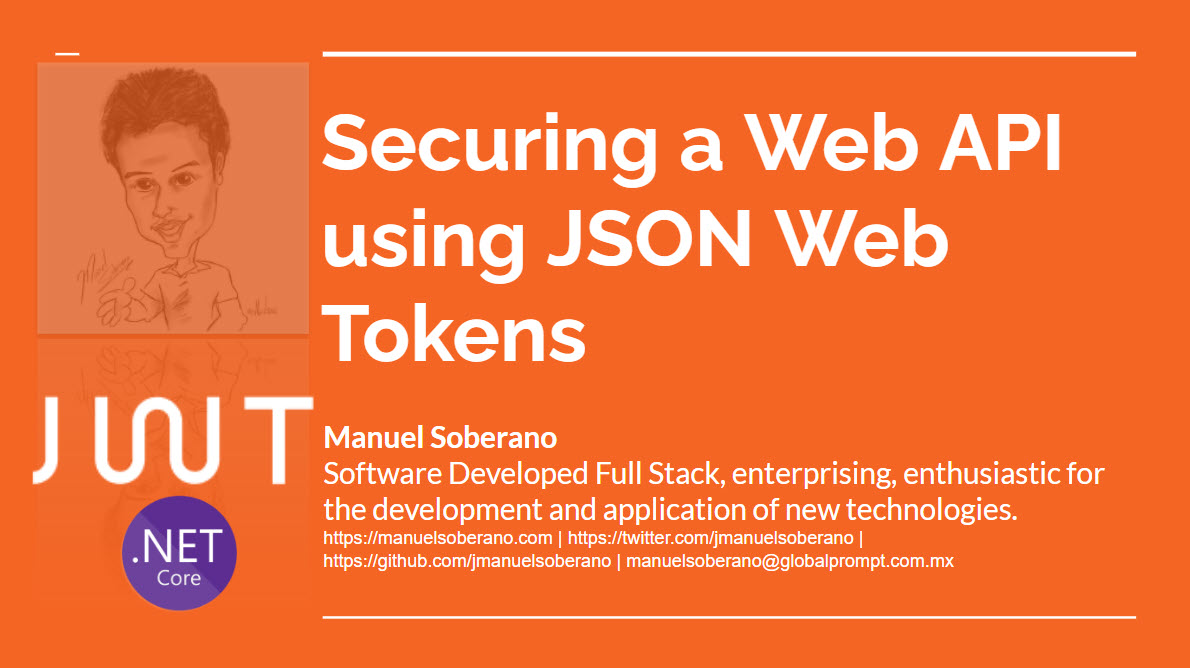 Securing a Web API
using JSON Web
Tokens
JWT
.NET
Core
Manuel Soberano
Software Developed Full Stack, enterprising, enthusiastic for
the development and application of new technologies.
https://manuelsoberano.com | https://twitter.com/jmanuelsoberano |
https://github.com/jmanuelsoberano | manuelsoberano@globalprompt.com.mx